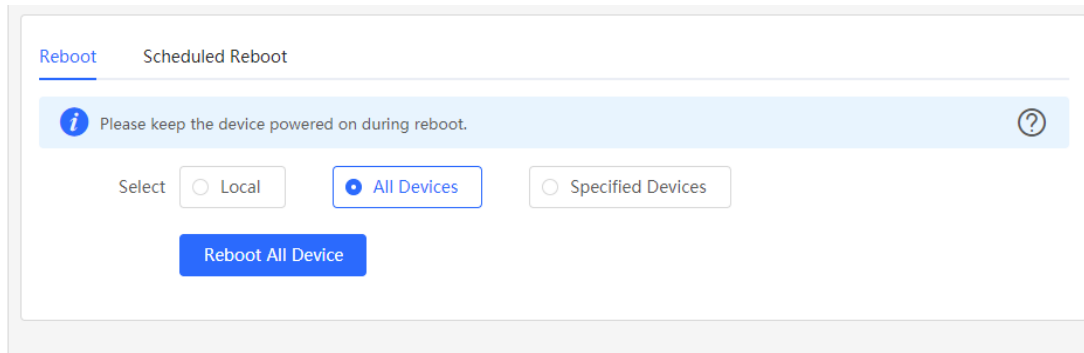 Reboot Scheduled Reboot
Please keep the device powered on during reboot.
Select Local All Devices Specified Devices
Reboot All Device